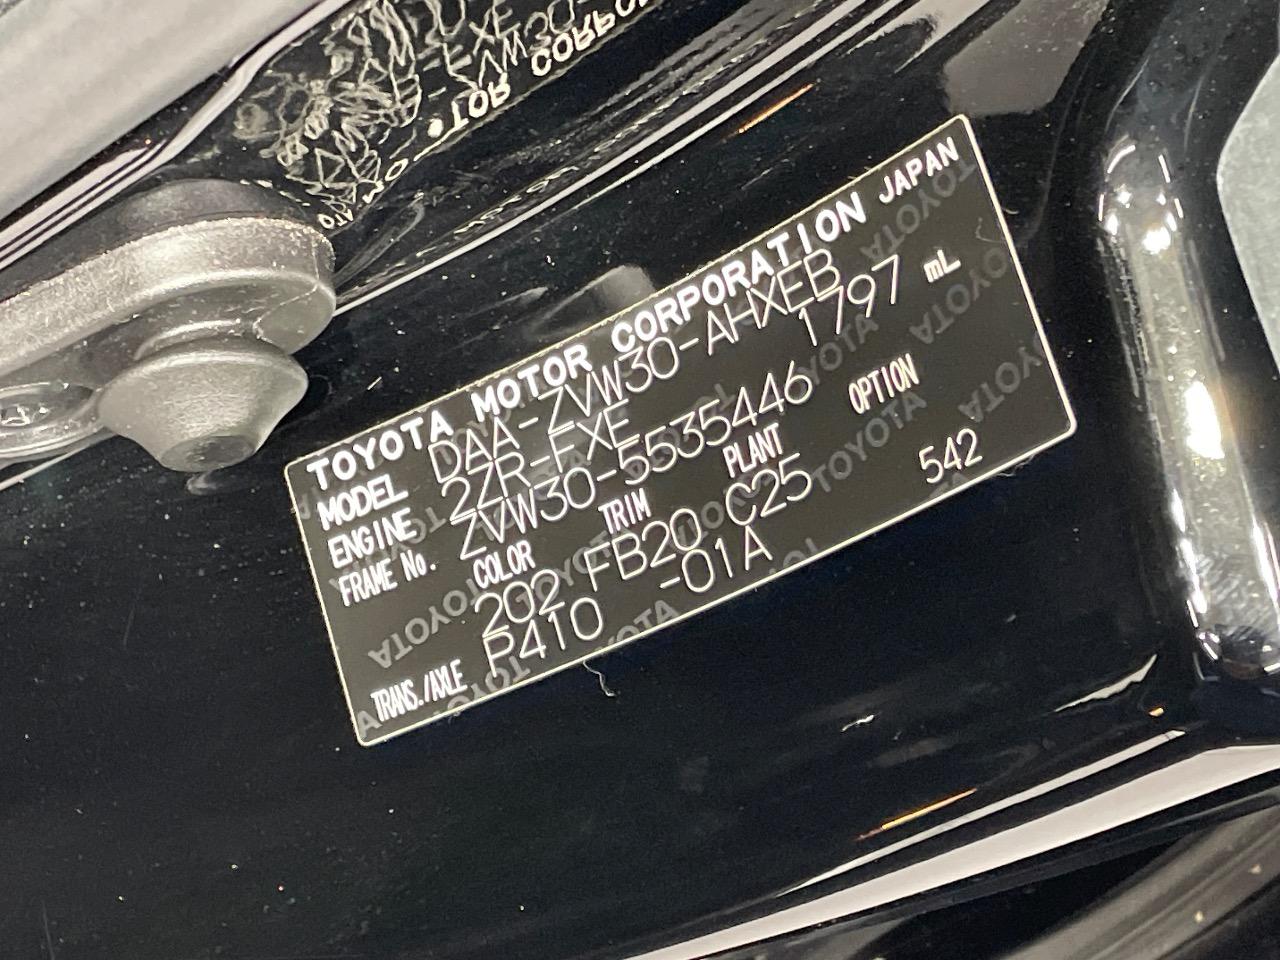 TOYOTA MOTOR CORPORATION JAPAN
MODEL DAA-ZVW30-AHXEB
ENGINE 2ZR-FXE 1797 mL
FRAME No. ZVW30-5535446
COLOR TRIM PLANT OPTION
202 FB20 C25 542
TRANS./AXLE P410 -01A